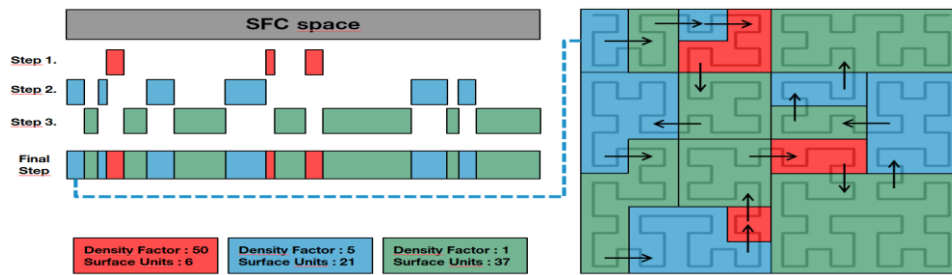 SFC space
Step 1.
Step 2.
Step 3.
Final
Step
Density Factor : 50
Surface Units : 6
Density Factor : 5
Surface Units : 21
Density Factor : 1
Surface Units : 37